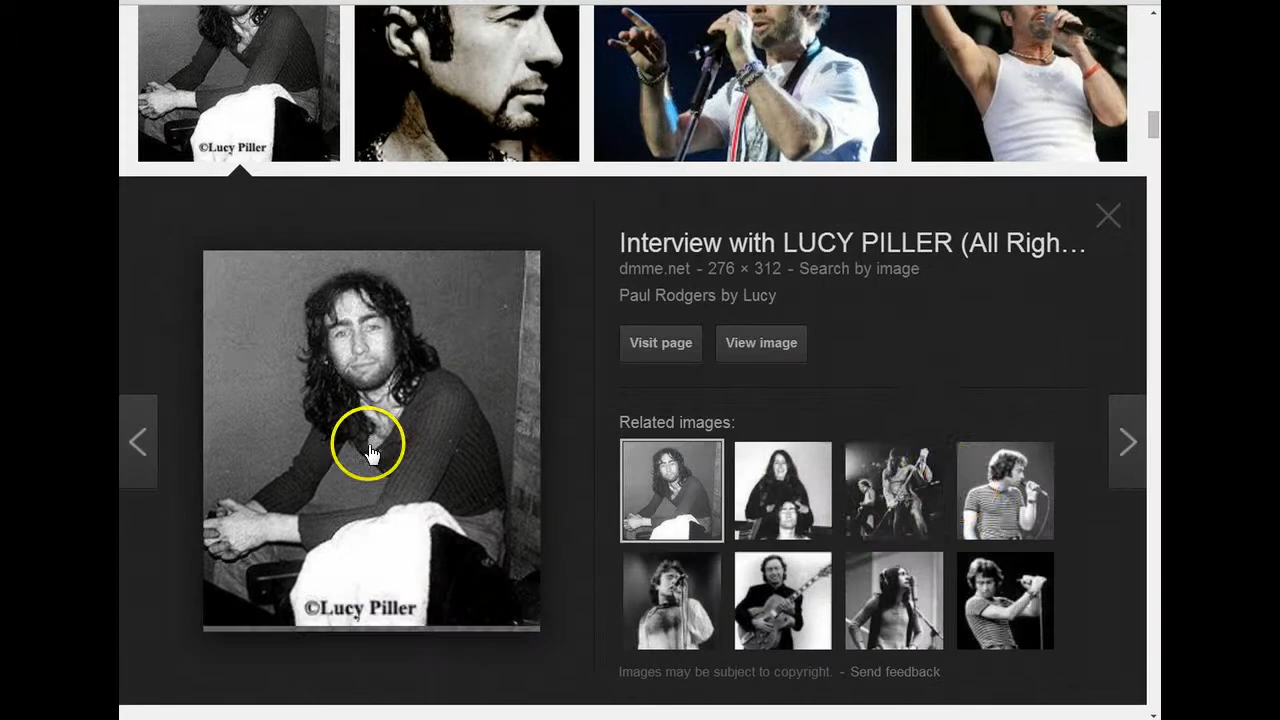 ©Lucy Piller
Interview with LUCY PILLER (All Righ...
dmme.net - 276 × 312 - Search by image
Paul Rodgers by Lucy
Visit page
View image
©Lucy Piller
Related images:
Images may be subject to copyright. - Send feedback